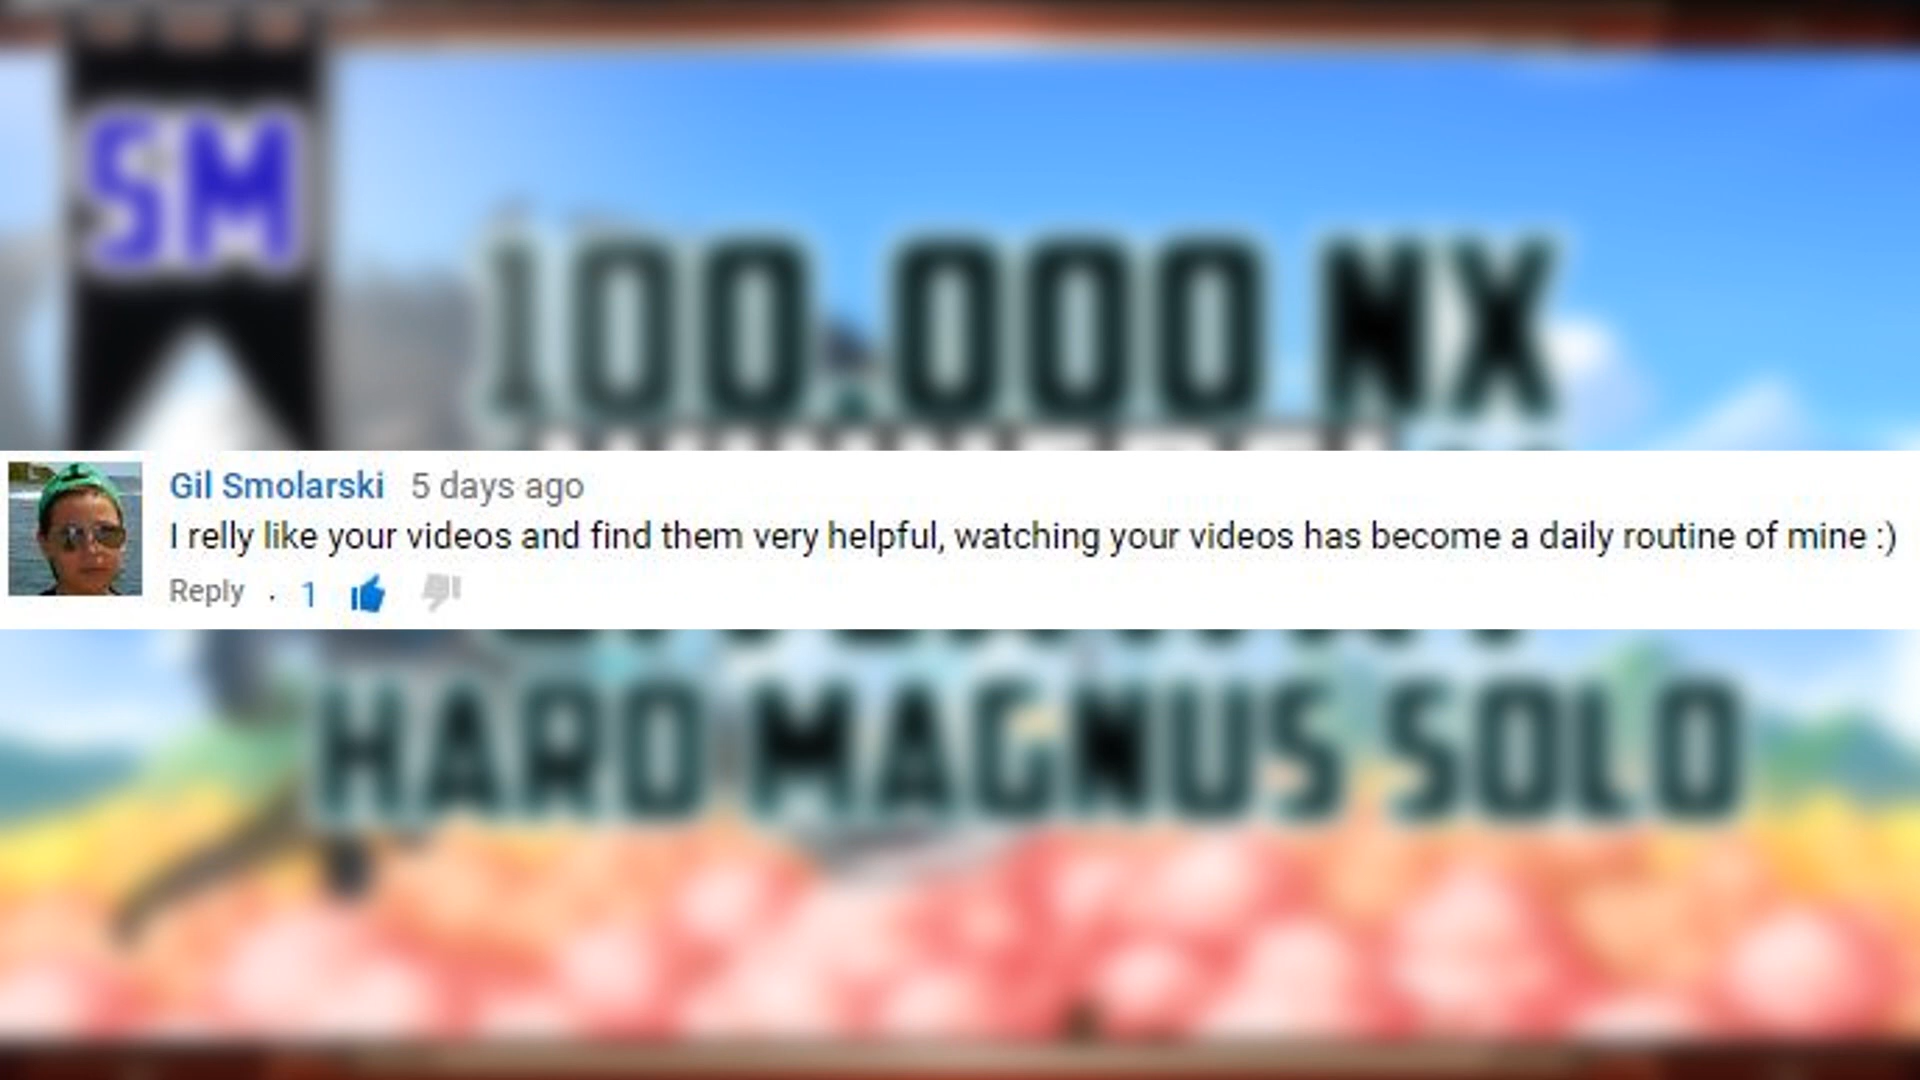 SM
100.000 NX
Gil Smolarski 5 days ago
I relly like your videos and find them very helpful, watching your videos has become a daily routine of mine :)
Reply · 1
HARD MAGNUS SOLO